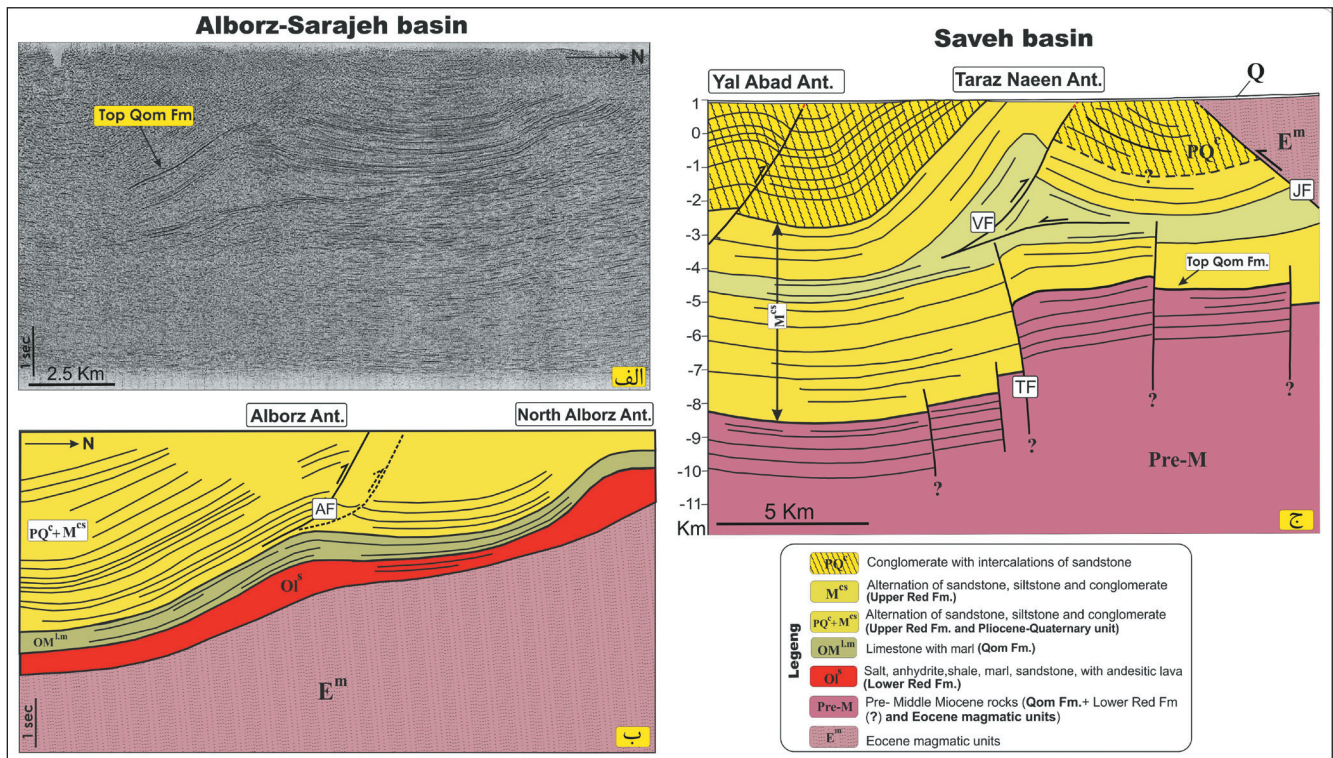 Alborz-Sarajeh basin
N
Top Qom Fm.
1 sec
2.5 Km
الف
Alborz Ant.
North Alborz Ant.
N
AF
PQc+ Mcs
Ols
OMl.m
Em
1 sec
ب
Saveh basin
Yal Abad Ant.
Taraz Naeen Ant.
Q
1
0
-1
-2
-3
-4
-5
-6
-7
-8
-9
-10
-11
Km
PQc
?
Em
JF
VF
Top Qom Fm.
Mcs
TF
?
?
?
?
Pre-M
5 Km
ج
Legeng
PQc Conglomerate with intercalations of sandstone
Mcs Alternation of sandstone, siltstone and conglomerate
(Upper Red Fm.)
PQc+ Mcs Alternation of sandstone, siltstone and conglomerate
(Upper Red Fm. and Pliocene-Quaternary unit)
OMl.m Limestone with marl (Qom Fm.)
Ols Salt, anhydrite,shale, marl, sandstone, with andesitic lava
(Lower Red Fm.)
Pre-M Pre- Middle Miocene rocks (Qom Fm.+ Lower Red Fm
(?) and Eocene magmatic units)
Em Eocene magmatic units